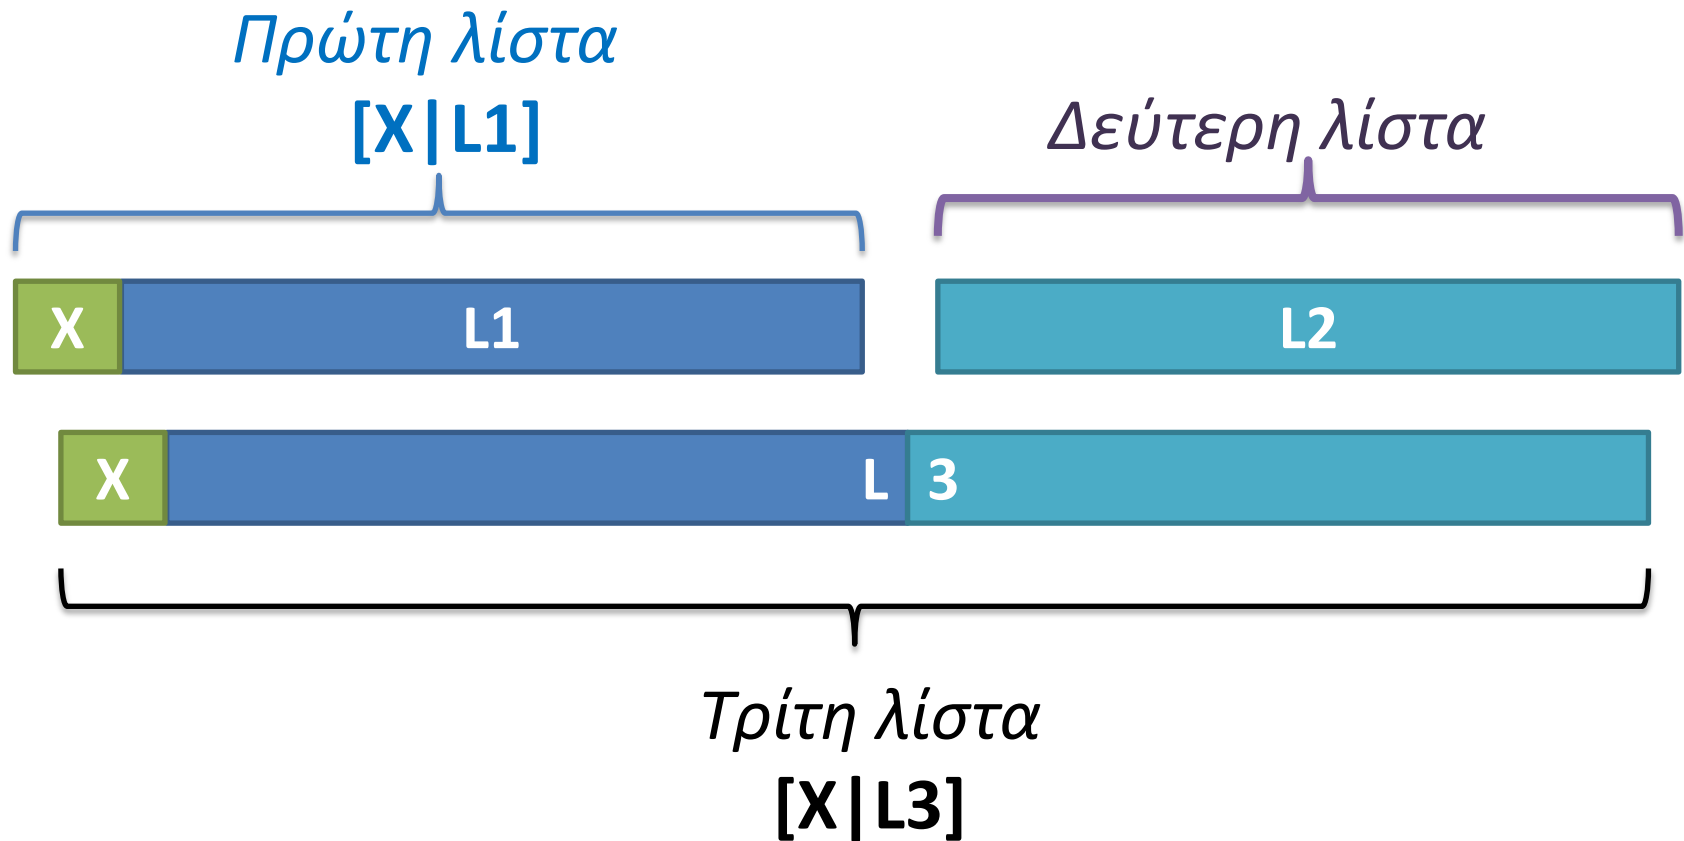 Πρώτη λίστα
[X|L1]
Δεύτερη λίστα
X L1 L2
X L 3
Τρίτη λίστα
[X|L3]